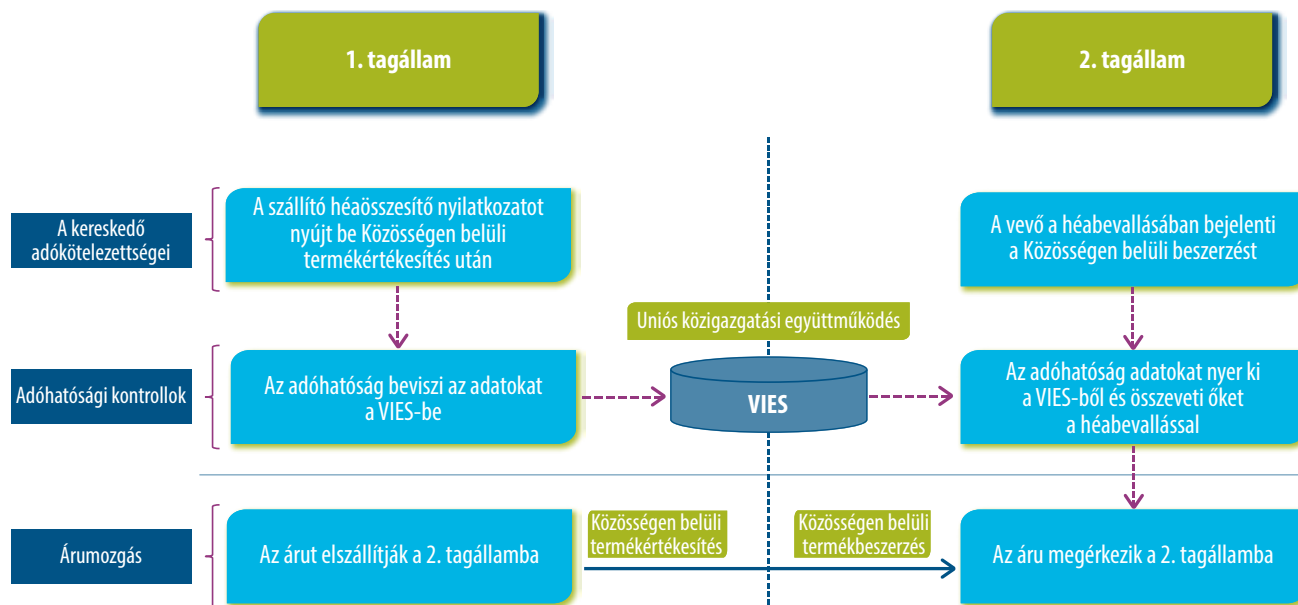 1. tagállam
2. tagállam
A kereskedő
adókötelezettségei
A szállító héaösszesítő nyilatkozatot
nyújt be Közösségen belüli
termékértékesítés után
A vevő a héabevallásában bejelenti
a Közösségen belüli beszerzést
Uniós közigazgatási együttműködés
Adóhatósági kontrollok
Az adóhatóság beviszi az adatokat
a VIES-be
VIES
Az adóhatóság adatokat nyer ki
a VIES-ből és összeveti őket
a héabevallással
Árumozgás
Az árut elszállítják a 2. tagállamba
Közösségen belüli
termékértékesítés
Közösségen belüli
termékbeszerzés
Az áru megérkezik a 2. tagállamba